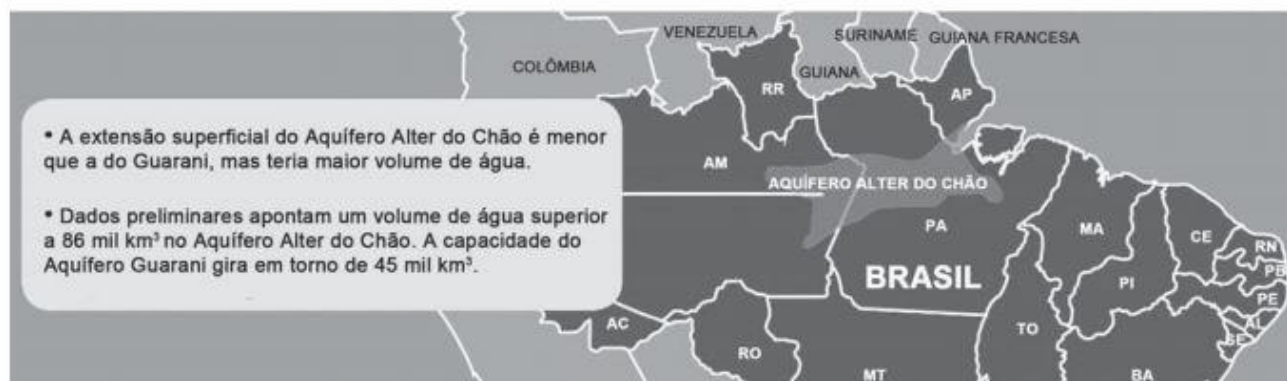 VENEZUELA
SURINAME
GUIANA FRANCESA
COLÔMBIA
GUIANA
RR
AP
• A extensão superficial do Aquífero Alter do Chão é menor
que a do Guarani, mas teria maior volume de água.
• Dados preliminares apontam um volume de água superior
a 86 mil km³ no Aquífero Alter do Chão. A capacidade do
Aquífero Guarani gira em torno de 45 mil km³.
AM
AQUÍFERO ALTER DO CHÃO
PA
MA
CE
RN
PB
BRASIL
PI
PE
AL
SE
AC
RO
TO
MT
BA